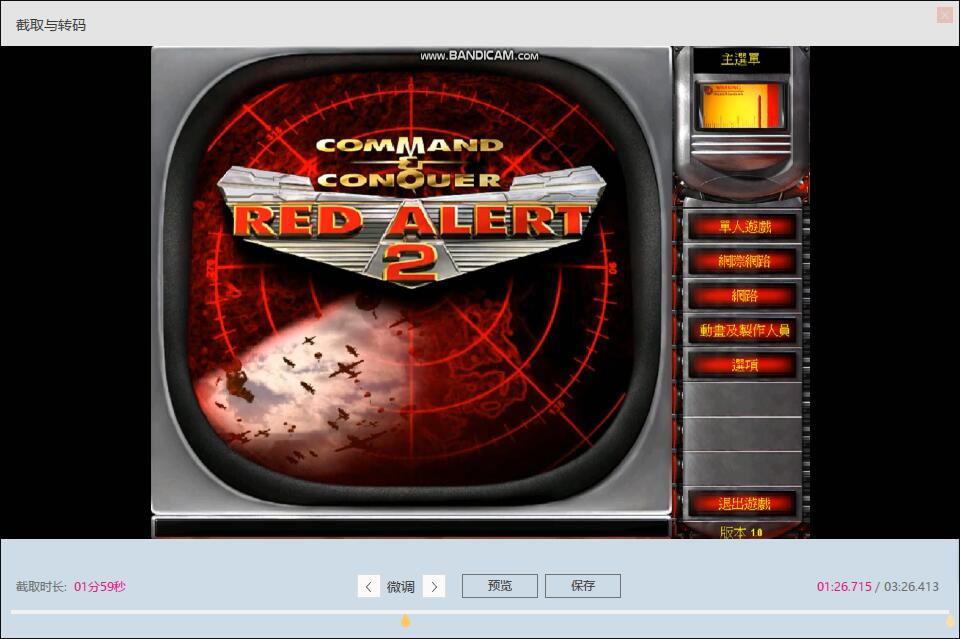 截取与转码
WWW.BANDICAM.COM
主選單
WARNING
COMMAND
&
CONQUER
RED ALERT
2
單人遊戲
網際網路
網路
動畫及製作人員
選項
退出遊戲
版本 1.0
截取时长: 01分59秒
微调
预览
保存
01:26.715 / 03:26.413